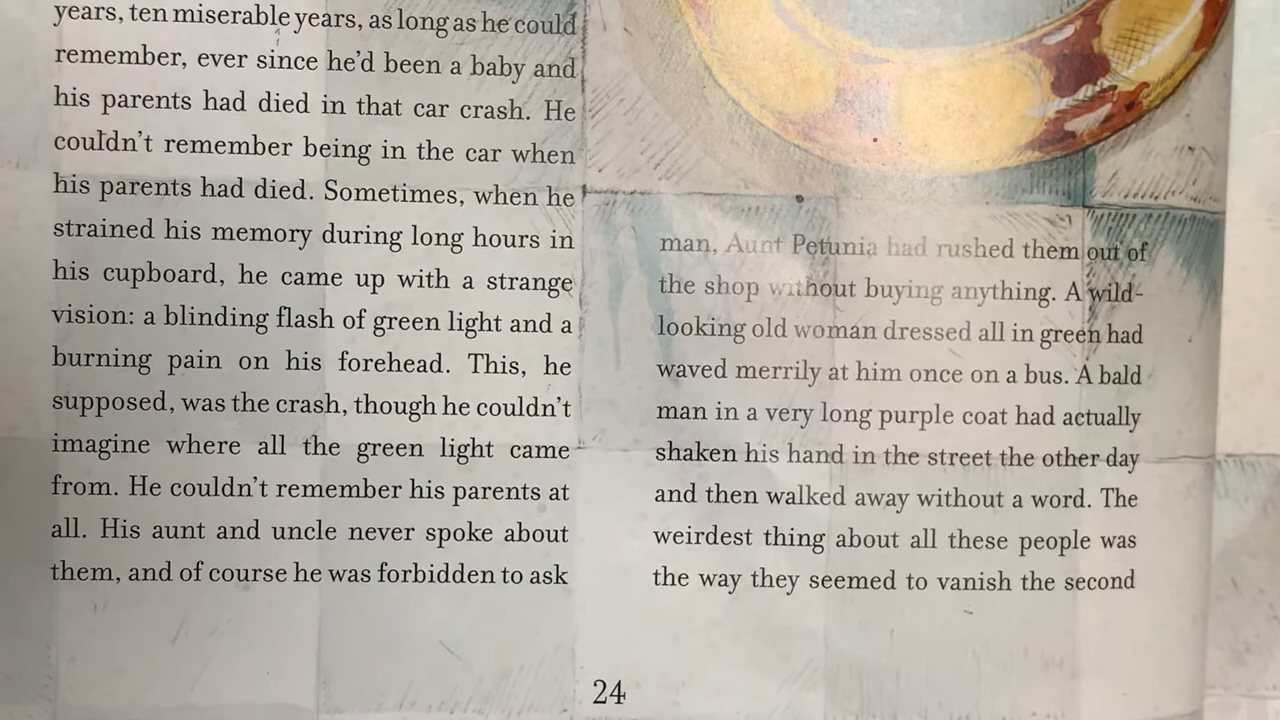 years, ten miserable years, as long as he could
remember, ever since he'd been a baby and
his parents had died in that car crash. He
couldn't remember being in the car when
his parents had died. Sometimes, when he
strained his memory during long hours in
his cupboard, he came up with a strange
vision: a blinding flash of green light and a
burning pain on his forehead. This, he
supposed, was the crash, though he couldn't
imagine where all the green light came
from. He couldn't remember his parents at
all. His aunt and uncle never spoke about
them, and of course he was forbidden to ask
man, Aunt Petunia had rushed them out of
the shop without buying anything. A wild-
looking old woman dressed all in green had
waved merrily at him once on a bus. A bald
man in a very long purple coat had actually
shaken his hand in the street the other day
and then walked away without a word. The
weirdest thing about all these people was
the way they seemed to vanish the second
24